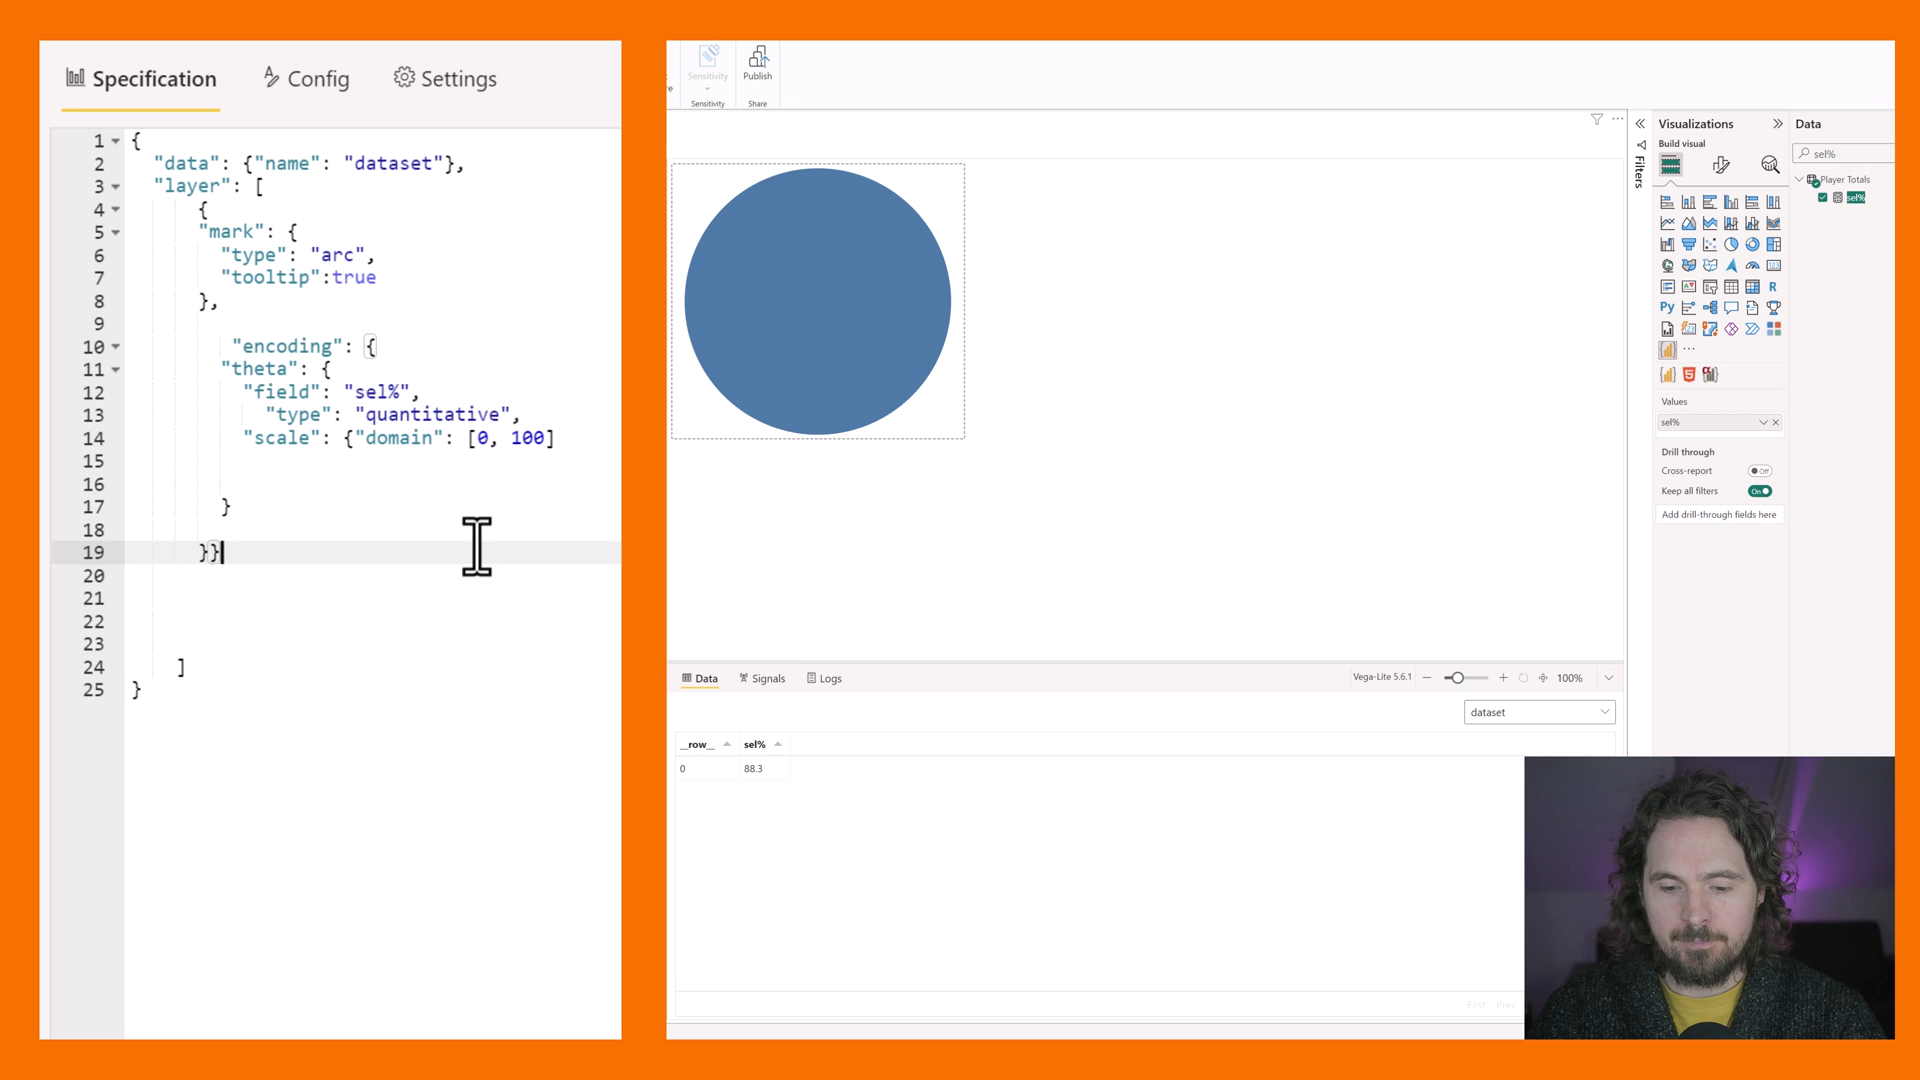 Specification
Config
Settings
1 {
2 "data": {"name": "dataset"},
3 "layer": [
4 {
5 "mark": {
6 "type": "arc",
7 "tooltip":true
8 },
9
10 "encoding": {
11 "theta": {
12 "field": "sel%",
13 "type": "quantitative",
14 "scale": {"domain": [0, 100]
15
16
17 }
18
19 }}
20
21
22
23
24 ]
25 }
Sensitivity
Publish
Sensitivity
Share
Filters
Visualizations
Build visual
R
Py
Values
sel%
Drill through
Cross-report
Off
Keep all filters
On
Add drill-through fields here
Data
sel%
Player Totals
sel%
Data
Signals
Logs
Vega-Lite 5.6.1
100%
dataset
__row__
sel%
0
88.3
First
Prev